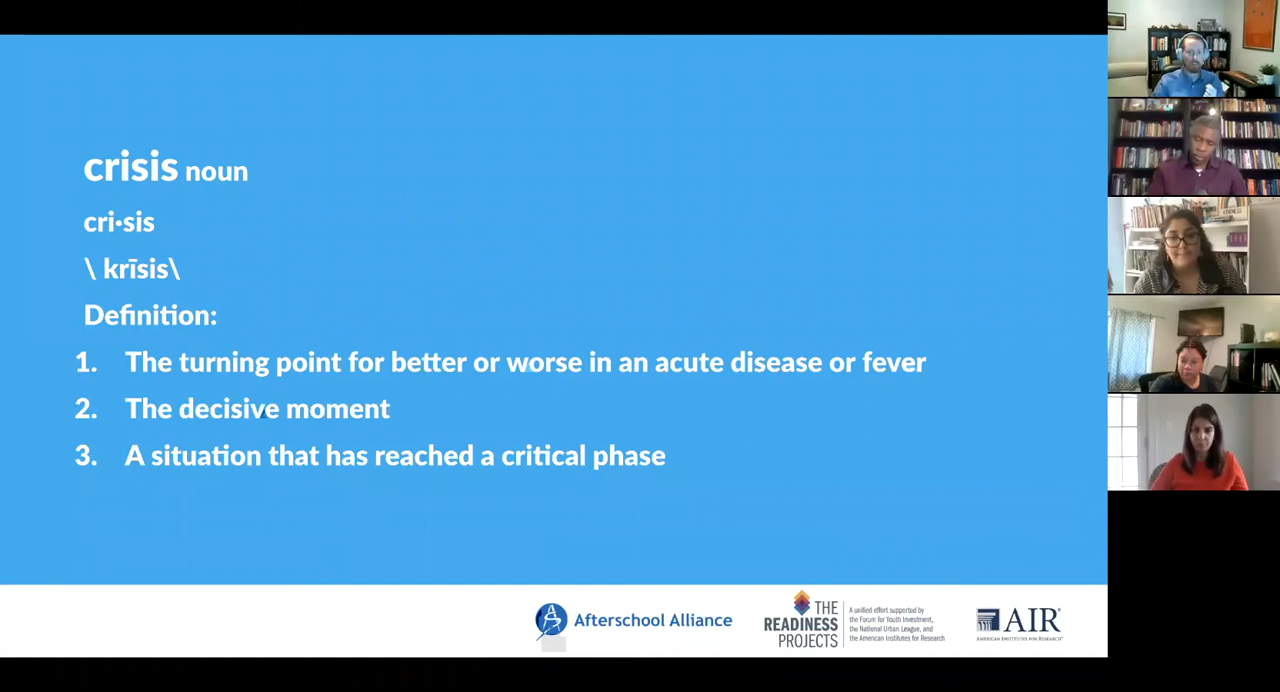 crisis noun
cri·sis
\ krīsis\
Definition:
1. The turning point for better or worse in an acute disease or fever
2. The decisive moment
3. A situation that has reached a critical phase
Afterschool Alliance
THE
READINESS
PROJECTS
A unified effort supported by
the Forum for Youth Investment,
the National Urban League, and
the American Institutes for Research
AIR®
AMERICAN INSTITUTES FOR RESEARCH®
KINDNESS